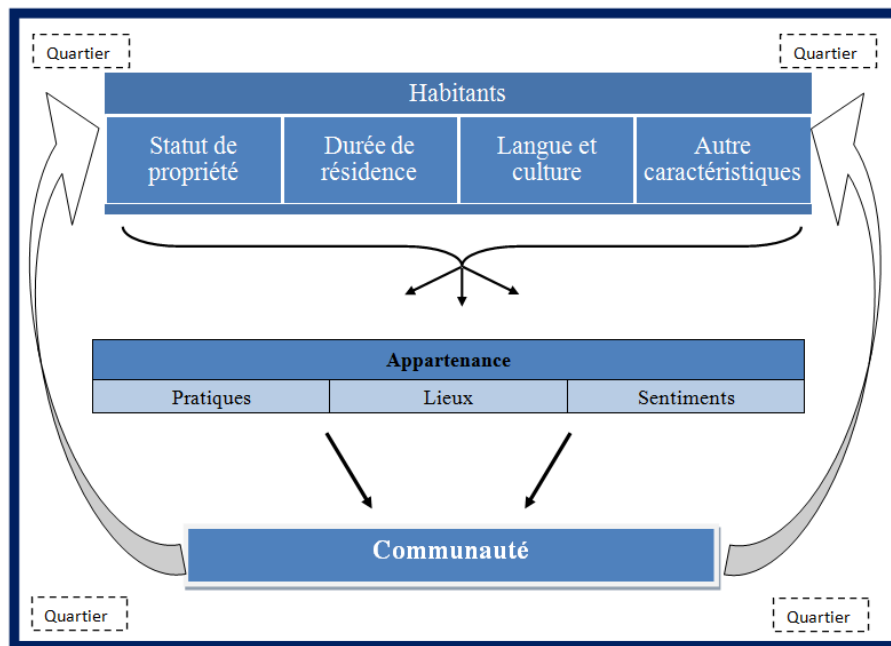 Quartier
Quartier
Habitants
Statut de
propriété
Durée de
résidence
Langue et
culture
Autre
caractéristiques
Appartenance
Pratiques
Lieux
Sentiments
Communauté
Quartier
Quartier